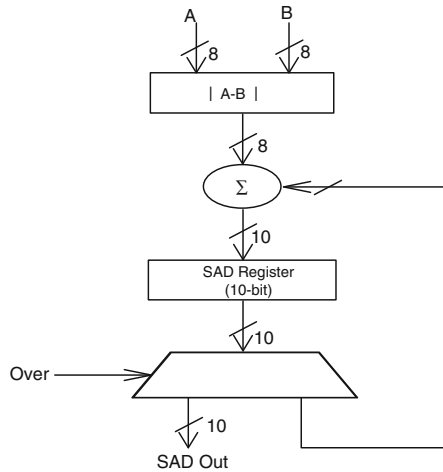 A
B
8
8
| A-B |
8
Σ
10
SAD Register
(10-bit)
10
Over
10
SAD Out